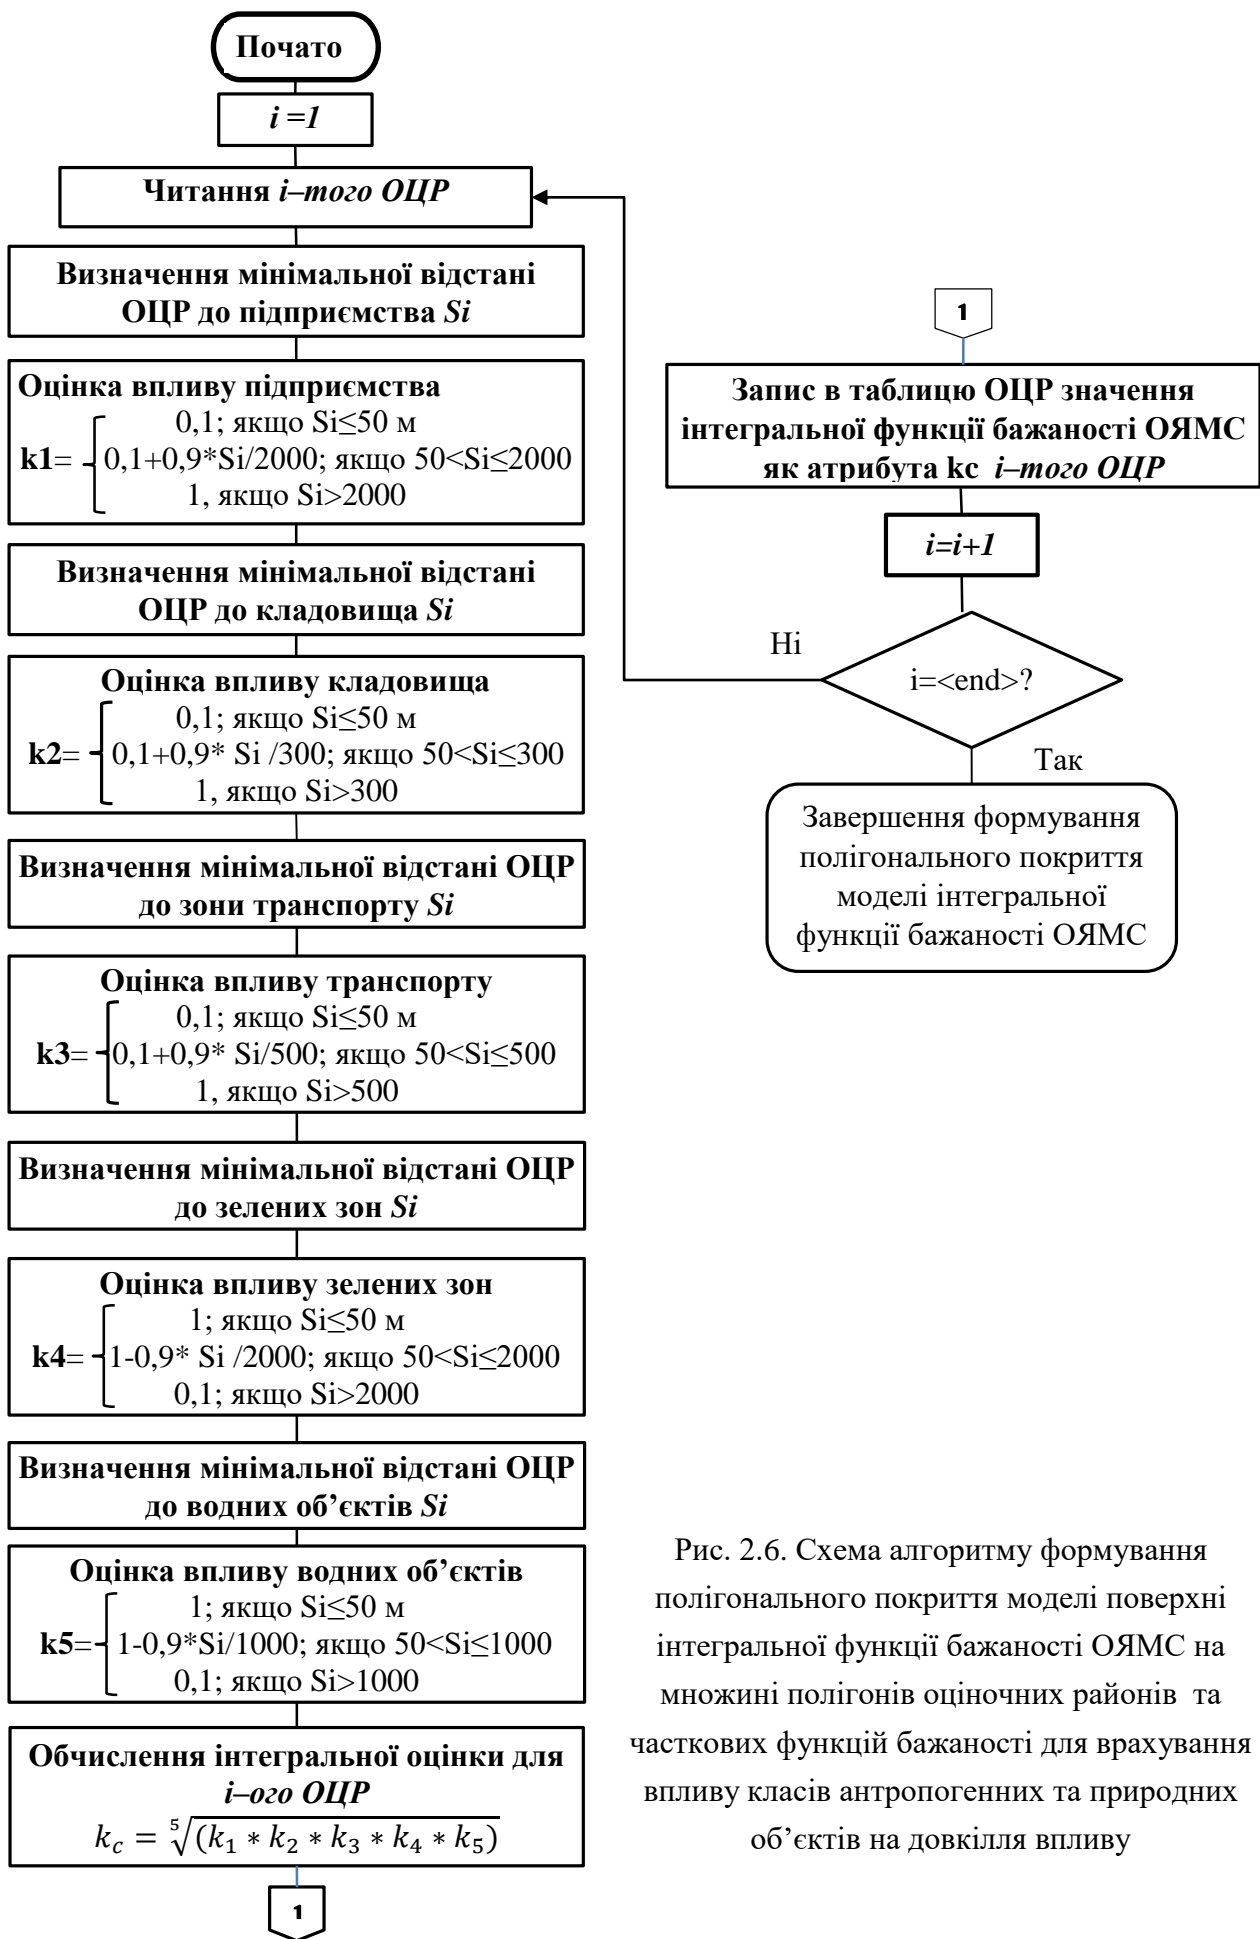 Почато
i =1
Читання i–того ОЦР
Визначення мінімальної відстані
ОЦР до підприємства Si
Оцінка впливу підприємства
0,1; якщо Si≤50 м
k1= 0,1+0,9*Si/2000; якщо 50<Si≤2000
1, якщо Si>2000
Визначення мінімальної відстані
ОЦР до кладовища Si
Оцінка впливу кладовища
0,1; якщо Si≤50 м
k2= 0,1+0,9* Si /300; якщо 50<Si≤300
1, якщо Si>300
Визначення мінімальної відстані ОЦР
до зони транспорту Si
Оцінка впливу транспорту
0,1; якщо Si≤50 м
k3= 0,1+0,9* Si/500; якщо 50<Si≤500
1, якщо Si>500
Визначення мінімальної відстані ОЦР
до зелених зон Si
Оцінка впливу зелених зон
1; якщо Si≤50 м
k4= 1-0,9* Si /2000; якщо 50<Si≤2000
0,1; якщо Si>2000
Визначення мінімальної відстані ОЦР
до водних об’єктів Si
Оцінка впливу водних об’єктів
1; якщо Si≤50 м
k5= 1-0,9*Si/1000; якщо 50<Si≤1000
0,1; якщо Si>1000
Обчислення інтегральної оцінки для
i–ого ОЦР
k_c = ⁵√(k₁ * k₂ * k₃ * k₄ * k₅)
1
1
Запис в таблицю ОЦР значення
інтегральної функції бажаності ОЯМС
як атрибута kc i–того ОЦР
i=i+1
Ні
i=<end>?
Так
Завершення формування
полігонального покриття
моделі інтегральної
функції бажаності ОЯМС
Рис. 2.6. Схема алгоритму формування
полігонального покриття моделі поверхні
інтегральної функції бажаності ОЯМС на
множині полігонів оціночних районів та
часткових функцій бажаності для врахування
впливу класів антропогенних та природних
об’єктів на довкілля впливу